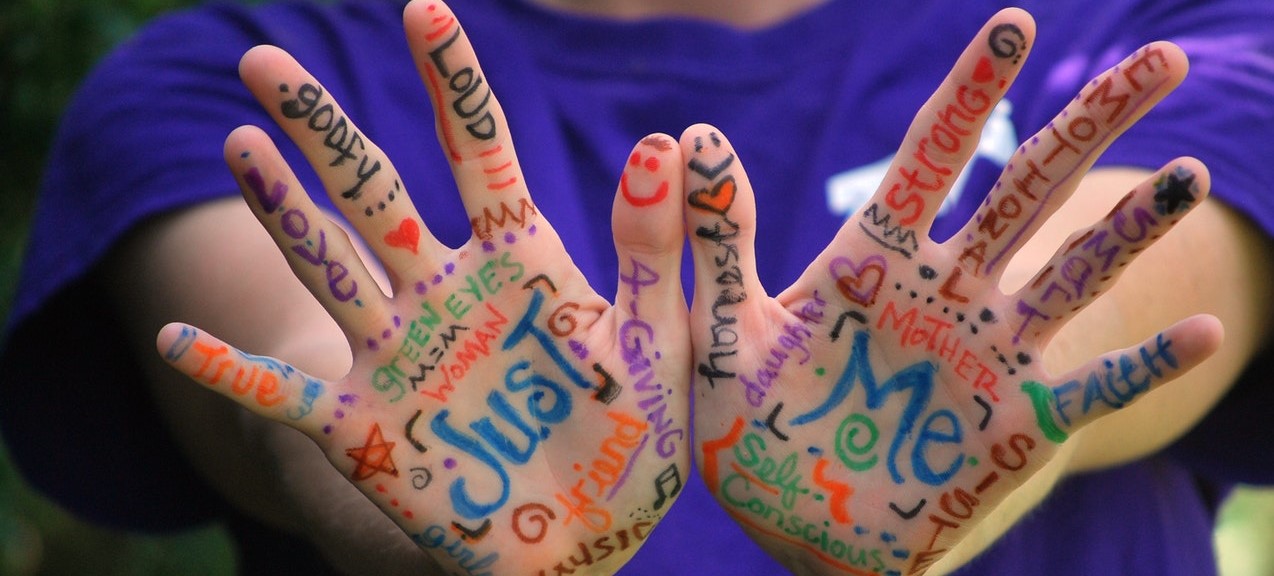 True
Love
goofy...
LOUD
A-GiViNG
GREEN EYES
WOMAN
JUST
friend
girl
MUSIC
honest
daughter
strong
EMOTIONAL
FAITH
MOTHER
Me
Self-
Conscious
SISTE